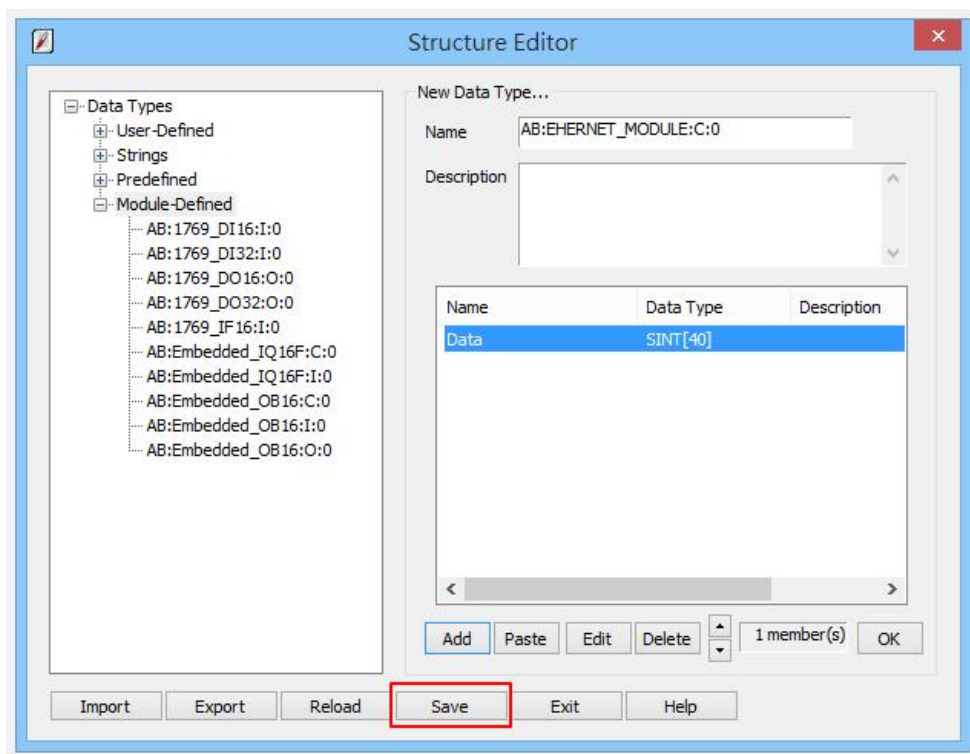 Structure Editor
Data Types
User-Defined
Strings
Predefined
Module-Defined
AB:1769_DI16:I:0
AB:1769_DI32:I:0
AB:1769_DO16:O:0
AB:1769_DO32:O:0
AB:1769_IF16:I:0
AB:Embedded_IQ16F:C:0
AB:Embedded_IQ16F:I:0
AB:Embedded_OB16:C:0
AB:Embedded_OB16:I:0
AB:Embedded_OB16:O:0
New Data Type...
Name AB:EHERNET_MODULE:C:0
Description
Name Data Type Description
Data SINT[40]
Add Paste Edit Delete 1 member(s) OK
Import Export Reload Save Exit Help